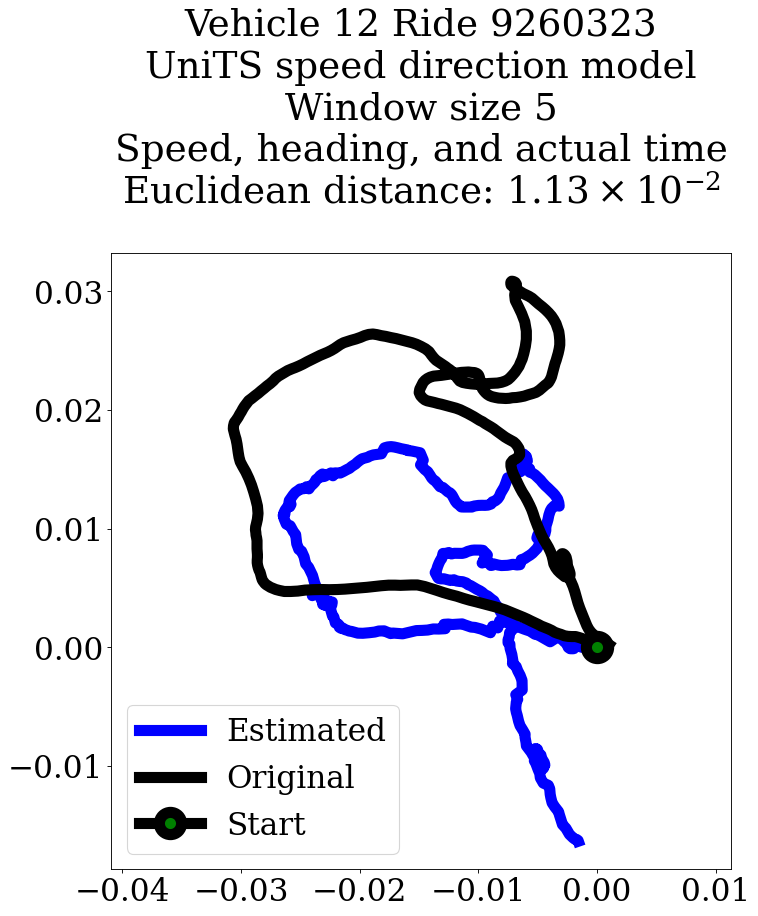 Vehicle 12 Ride 9260323
UniTS speed direction model
Window size 5
Speed, heading, and actual time
Euclidean distance: 1.13 × 10⁻²
0.03
0.02
0.01
0.00
−0.01
Estimated
Original
Start
−0.04 −0.03 −0.02 −0.01 0.00 0.01